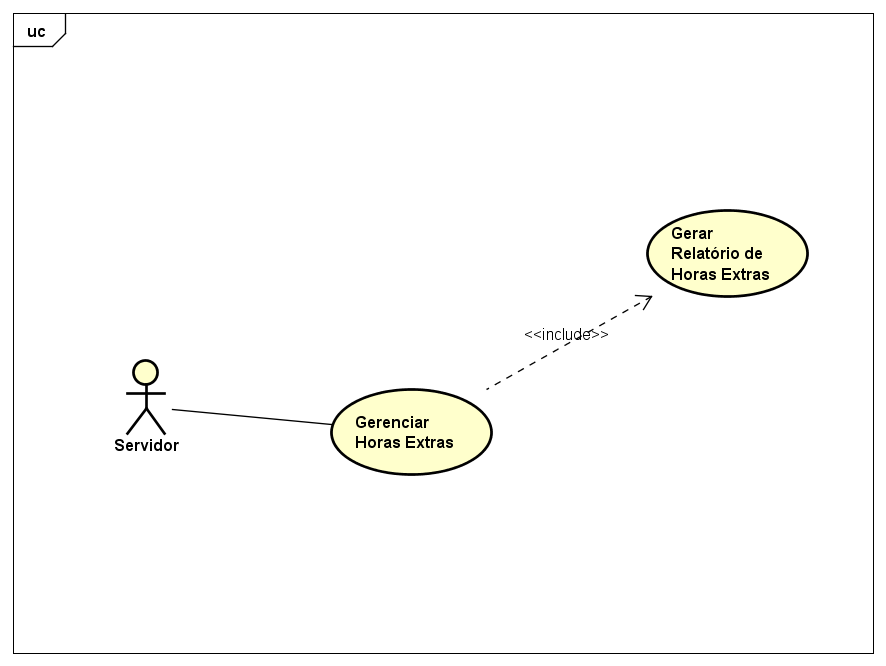 uc
Gerar
Relatório de
Horas Extras
<<include>>
Servidor
Gerenciar
Horas Extras